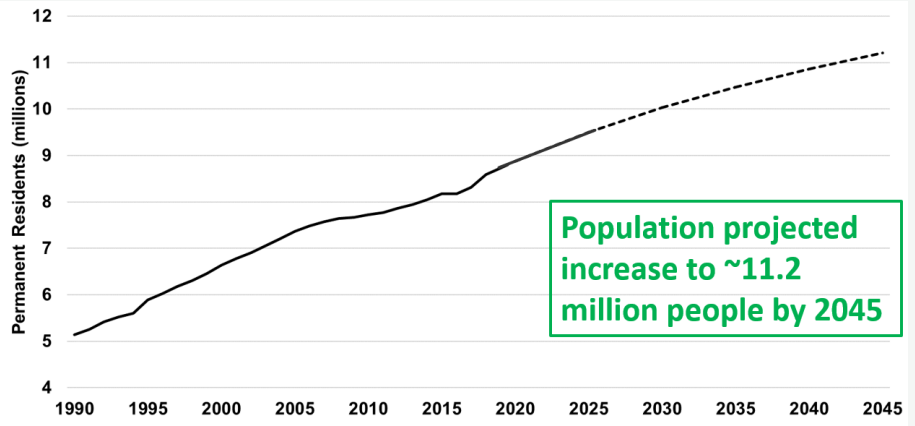 12
11
10
9
8
7
6
5
4
Permanent Residents (millions)
1990 1995 2000 2005 2010 2015 2020 2025 2030 2035 2040 2045
Population projected
increase to ~11.2
million people by 2045